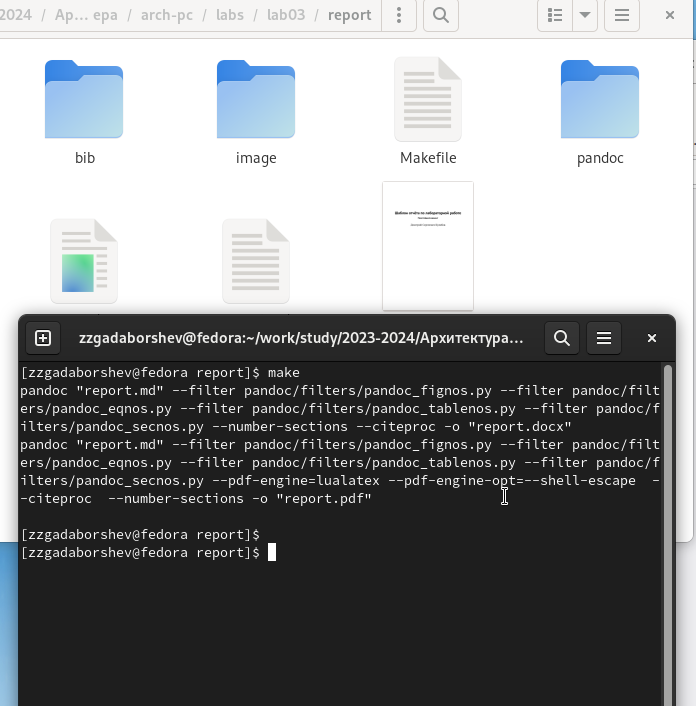 2024 / Ap... epa / arch-pc / labs / lab03 / report
bib
image
Makefile
pandoc
zzgadaborshev@fedora:~/work/study/2023-2024/Архитектура...
[zzgadaborshev@fedora report]$ make
pandoc "report.md" --filter pandoc/filters/pandoc_fignos.py --filter pandoc/filt
ers/pandoc_eqnos.py --filter pandoc/filters/pandoc_tablenos.py --filter pandoc/f
ilters/pandoc_secnos.py --number-sections --citeproc -o "report.docx"
pandoc "report.md" --filter pandoc/filters/pandoc_fignos.py --filter pandoc/filt
ers/pandoc_eqnos.py --filter pandoc/filters/pandoc_tablenos.py --filter pandoc/f
ilters/pandoc_secnos.py --pdf-engine=lualatex --pdf-engine-opt=--shell-escape  -
-citeproc  --number-sections -o "report.pdf"
[zzgadaborshev@fedora report]$
[zzgadaborshev@fedora report]$